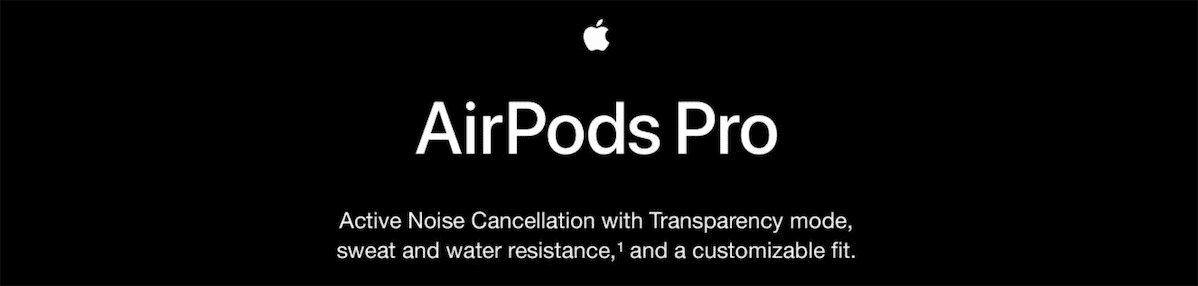 AirPods Pro
Active Noise Cancellation with Transparency mode,
sweat and water resistance,¹ and a customizable fit.